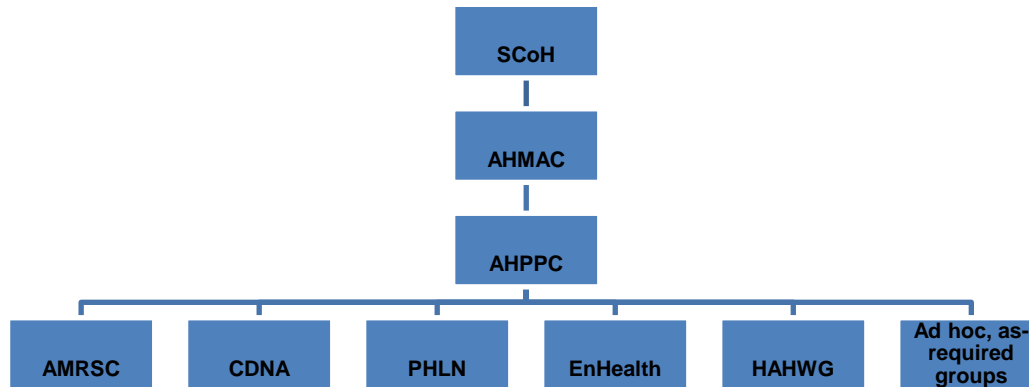 SCoH
AHMAC
AHPPC
AMRSC
CDNA
PHLN
EnHealth
HAHWG
Ad hoc, as-
required
groups